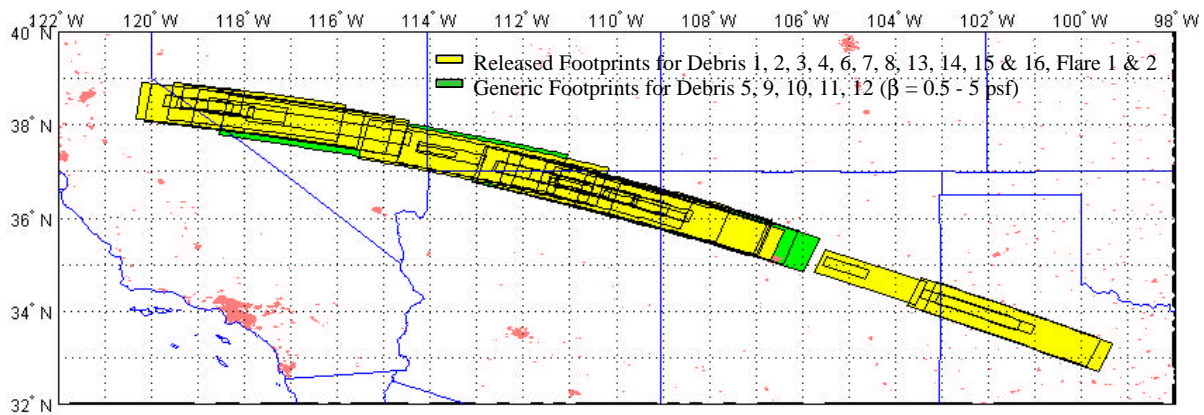 122° W 120° W 118° W 116° W 114° W 112° W 110° W 108° W 106° W 104° W 102° W 100° W 98° W
40° N
Released Footprints for Debris 1, 2, 3, 4, 6, 7, 8, 13, 14, 15 & 16, Flare 1 & 2
Generic Footprints for Debris 5, 9, 10, 11, 12 (β = 0.5 - 5 psf)
38° N
36° N
34° N
32° N